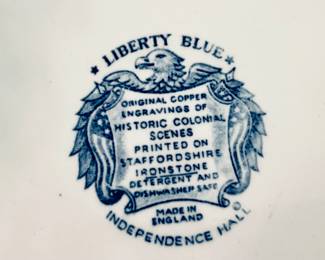 ★ LIBERTY BLUE ★
ORIGINAL COPPER
ENGRAVINGS OF
HISTORIC COLONIAL
SCENES
PRINTED ON
STAFFORDSHIRE
IRONSTONE
DETERGENT AND
DISHWASHER SAFE
MADE IN
ENGLAND
INDEPENDENCE HALL